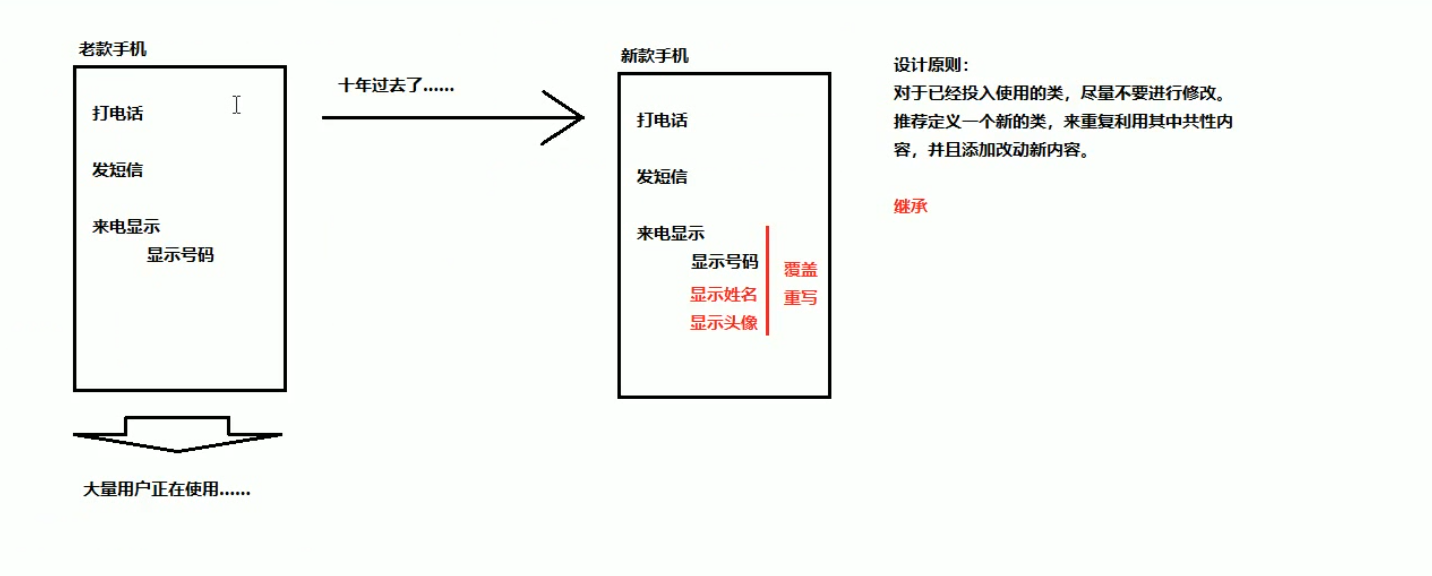 老款手机
打电话
发短信
来电显示
显示号码
大量用户正在使用......
十年过去了......
新款手机
打电话
发短信
来电显示
显示号码
显示姓名
显示头像
覆盖
重写
设计原则：
对于已经投入使用的类，尽量不要进行修改。
推荐定义一个新的类，来重复利用其中共性内
容，并且添加改动新内容。
继承